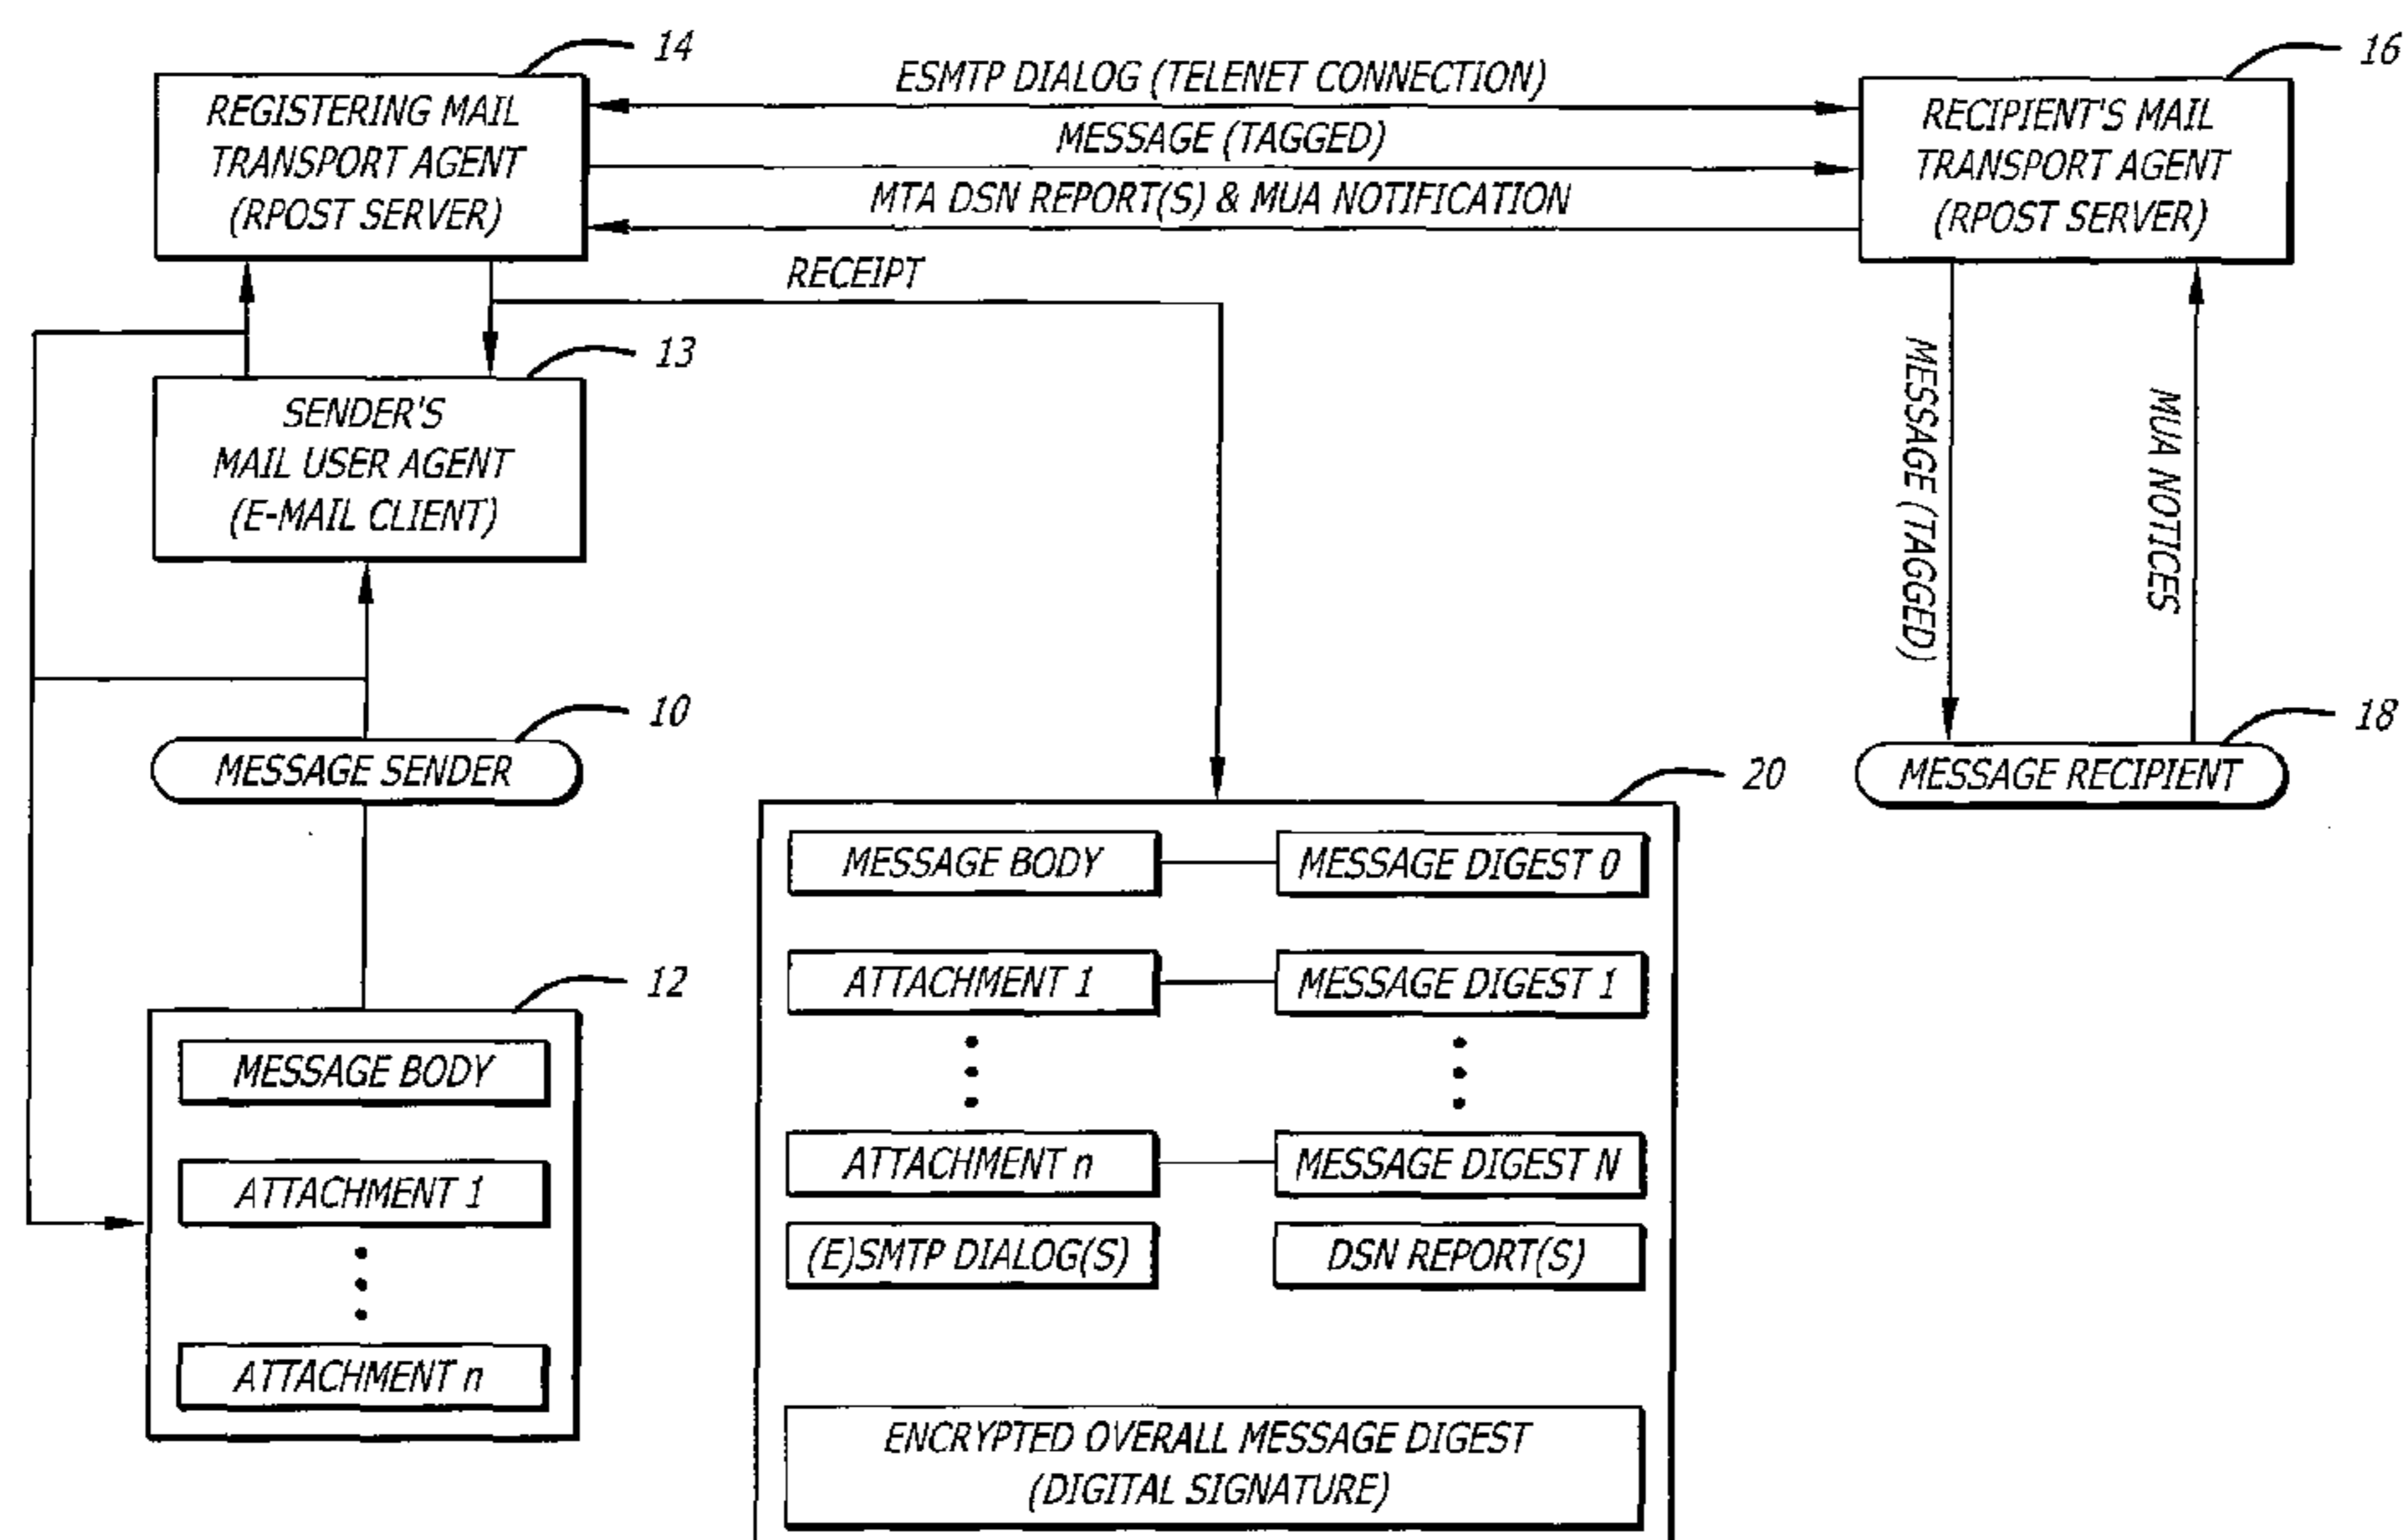 14
REGISTERING MAIL
TRANSPORT AGENT
(RPOST SERVER)
ESMTP DIALOG (TELENET CONNECTION)
MESSAGE (TAGGED)
MTA DSN REPORT(S) & MUA NOTIFICATION
16
RECIPIENT'S MAIL
TRANSPORT AGENT
(RPOST SERVER)
RECEIPT
13
SENDER'S
MAIL USER AGENT
(E-MAIL CLIENT)
MESSAGE (TAGGED)
MUA NOTICES
10
MESSAGE SENDER
18
MESSAGE RECIPIENT
12
MESSAGE BODY
ATTACHMENT 1
ATTACHMENT n
20
MESSAGE BODY
MESSAGE DIGEST 0
ATTACHMENT 1
MESSAGE DIGEST 1
ATTACHMENT n
MESSAGE DIGEST N
(E)SMTP DIALOG(S)
DSN REPORT(S)
ENCRYPTED OVERALL MESSAGE DIGEST
(DIGITAL SIGNATURE)